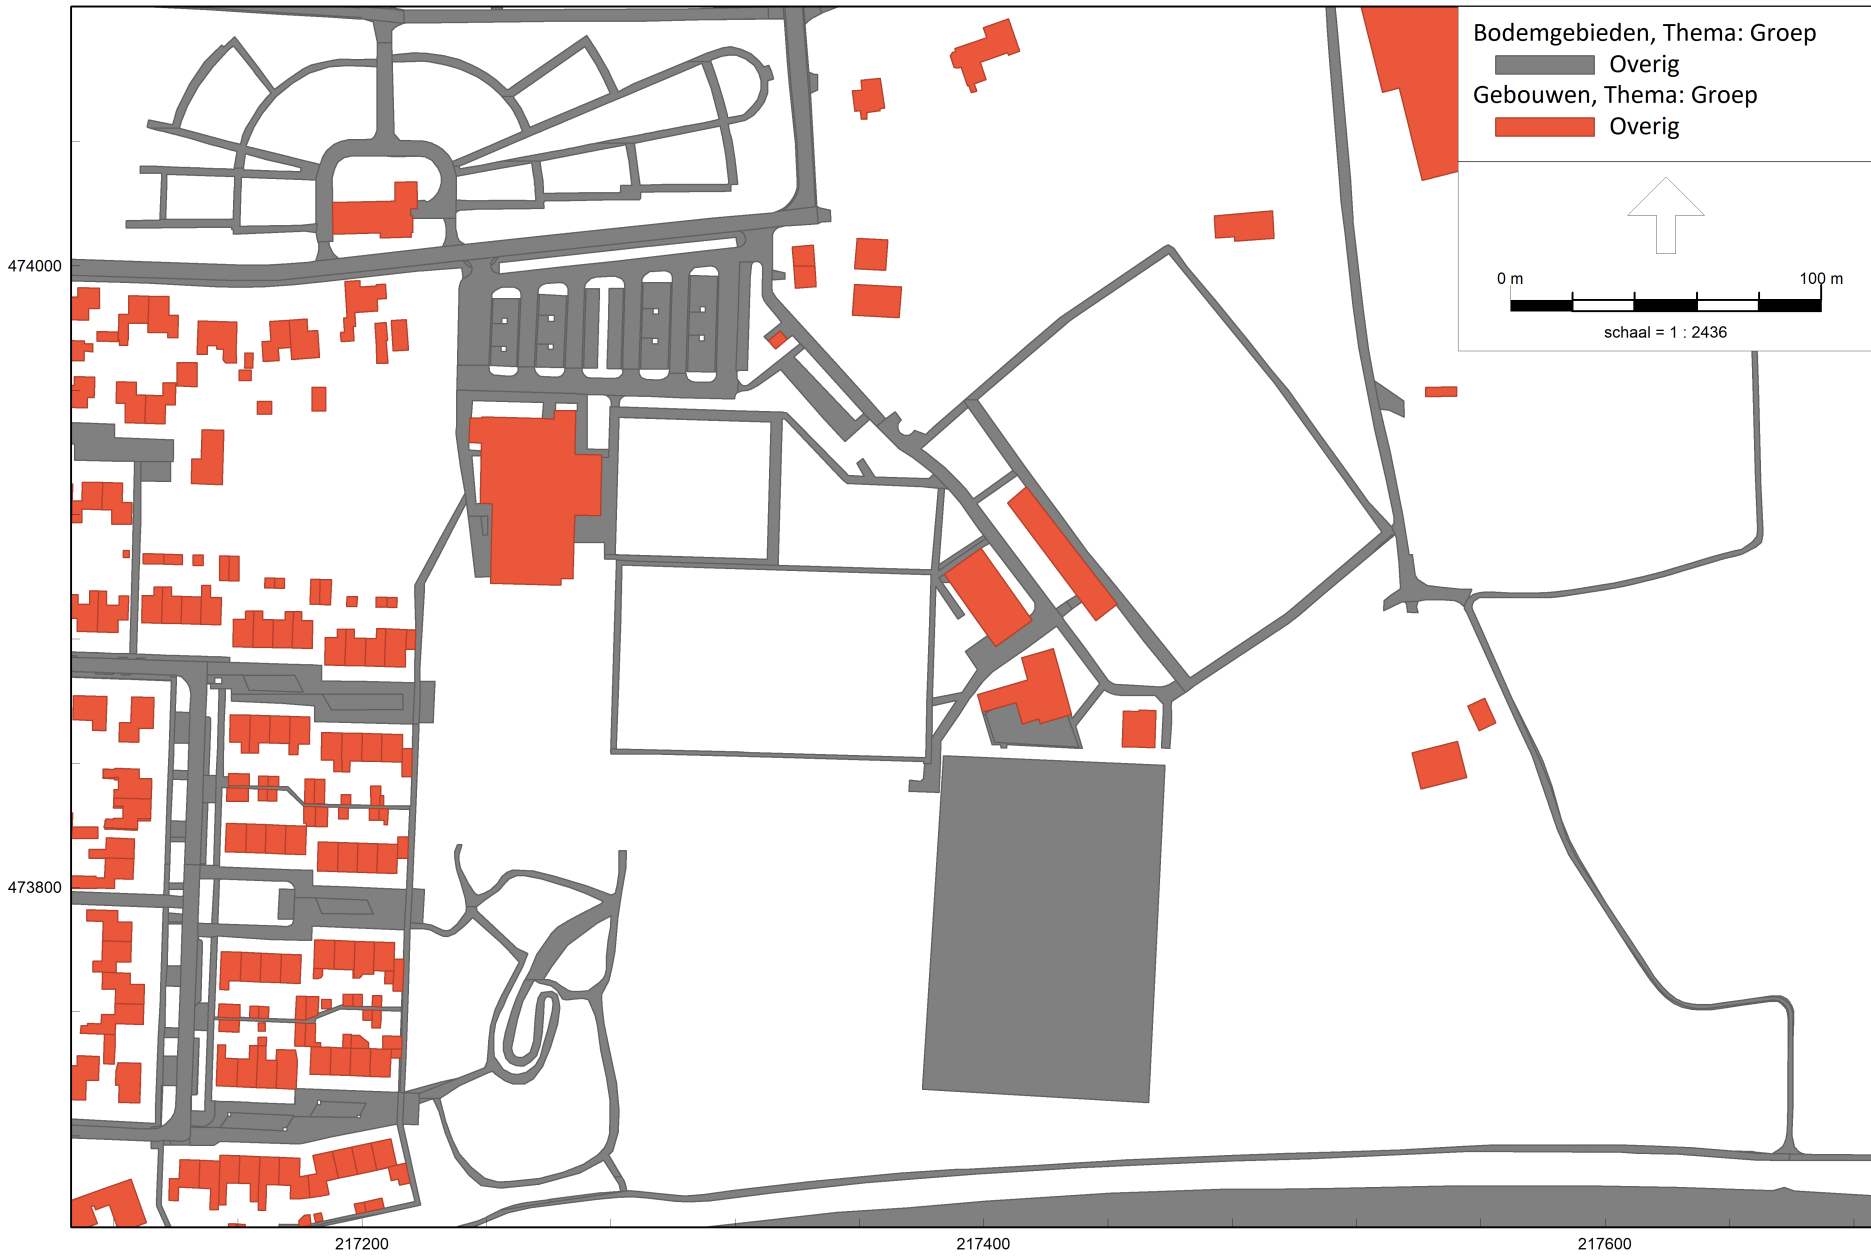 Bodemgebieden, Thema: Groep
Overig
Gebouwen, Thema: Groep
Overig
0 m 100 m
schaal = 1 : 2436
474000
473800
217200 217400 217600